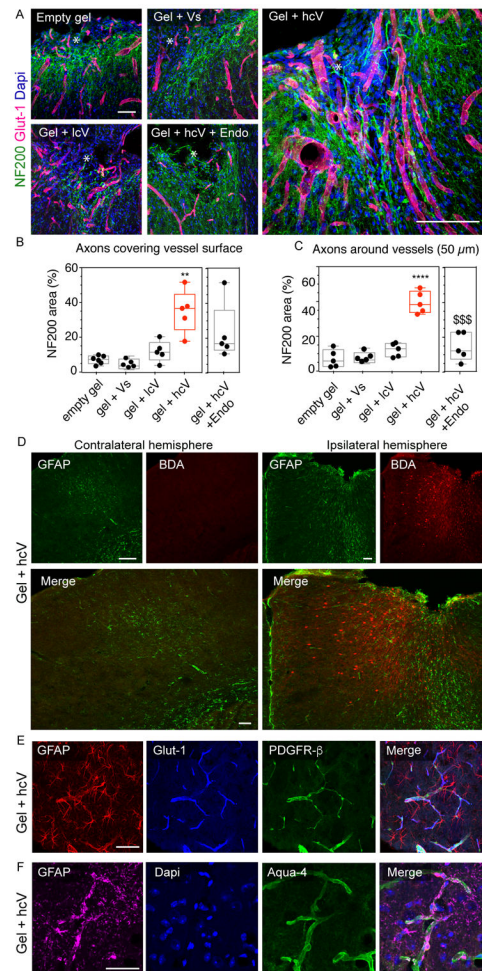 A
Empty gel
Gel + Vs
Gel + hcV
Gel + lcV
Gel + hcV + Endo
NF200 Glut-1 Dapi
B
Axons covering vessel surface
NF200 area (%)
60
40
20
0
**
empty gel
gel + Vs
gel + lcV
gel + hcV
gel + hcV
+Endo
C
Axons around vessels (50 µm)
NF200 area (%)
60
40
20
0
****
$$$
empty gel
gel + Vs
gel + lCV
gel + hcV
gel + hcV
+ Endo
D
Contralateral hemisphere
Ipsilateral hemisphere
GFAP
BDA
GFAP
BDA
Merge
Merge
Gel + hcV
E
GFAP
Glut-1
PDGFR-β
Merge
Gel + hcV
F
GFAP
Dapi
Aqua-4
Merge
Gel + hcV